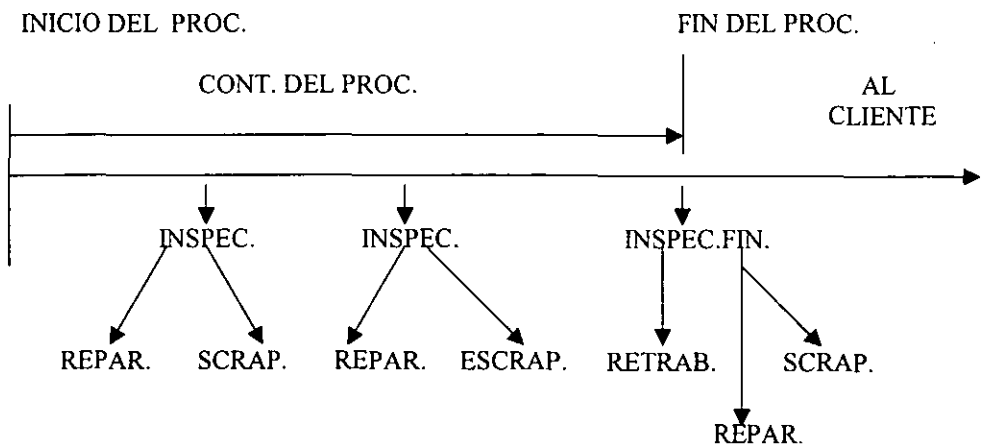 INICIO DEL PROC.
FIN DEL PROC.
CONT. DEL PROC.
AL
CLIENTE
INSPEC.
INSPEC.
INSPEC.FIN.
REPAR.
SCRAP.
REPAR.
ESCRAP.
RETRAB.
SCRAP.
REPAR.